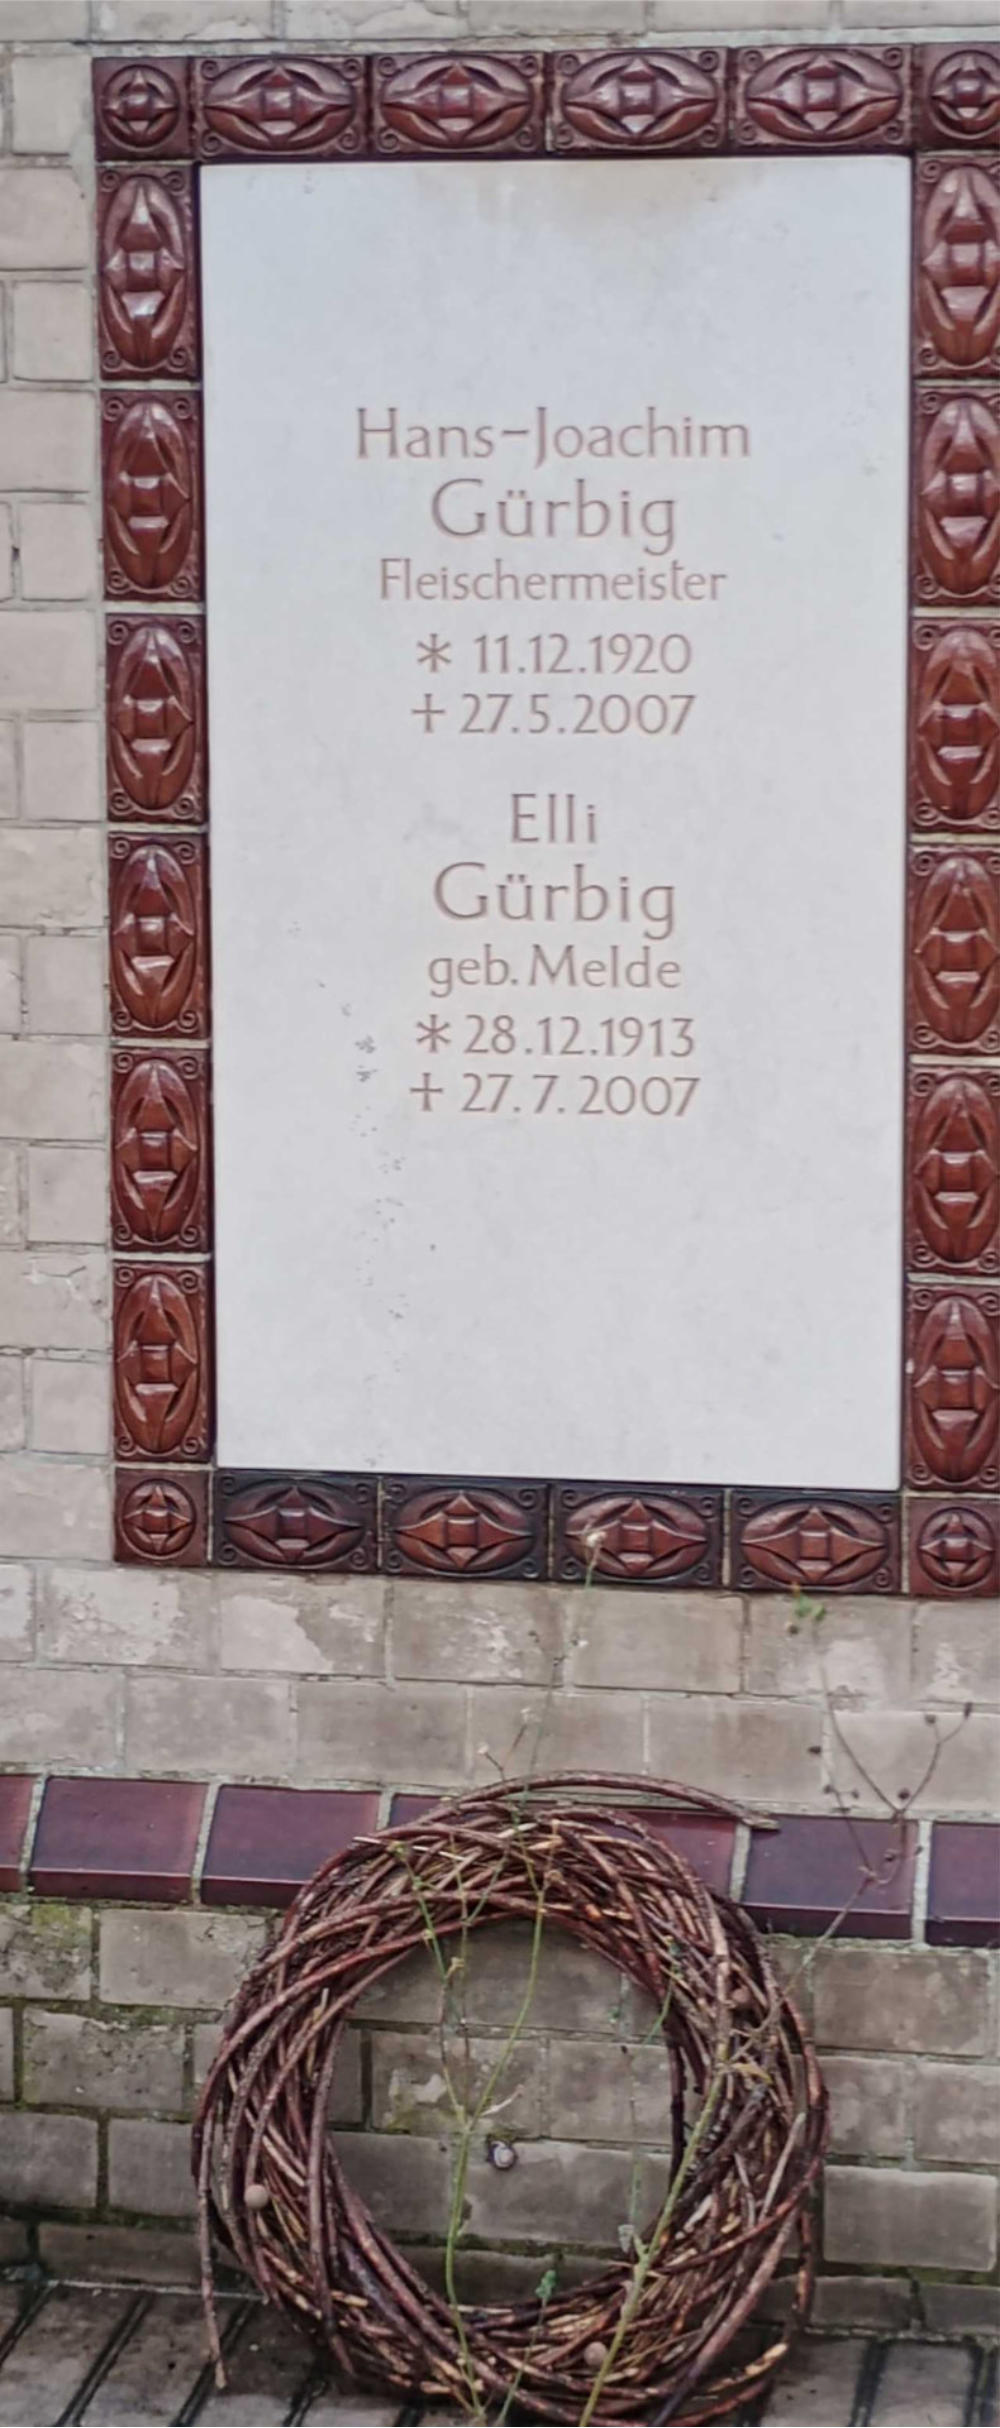 Hans-Joachim
Gürbig
Fleischermeister
* 11.12.1920
† 27.5.2007
Elli
Gürbig
geb. Melde
* 28.12.1913
† 27.7.2007